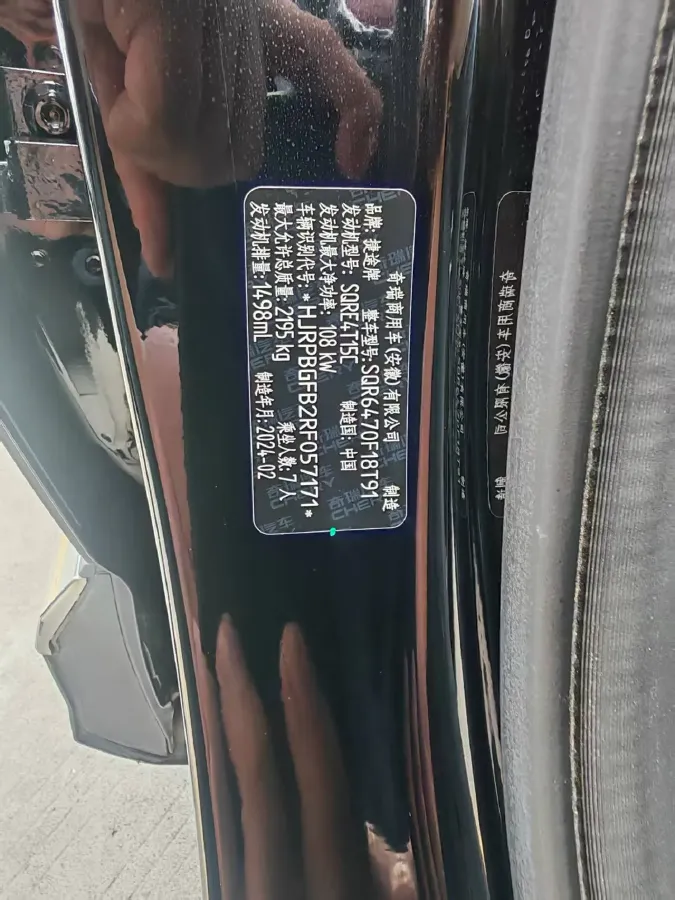 奇瑞商用车(安徽)有限公司 制造
品牌: 捷途牌 整车型号: SQR6470F18T91
发动机型号: SQRE4T15C 制造国: 中国
发动机最大净功率: 108 kW
车辆识别代号: *HJRPBGFB2RF057171*
最大允许总质量: 2195 kg 乘坐人数: 7人
发动机排量: 1498mL 制造年月: 2024-02